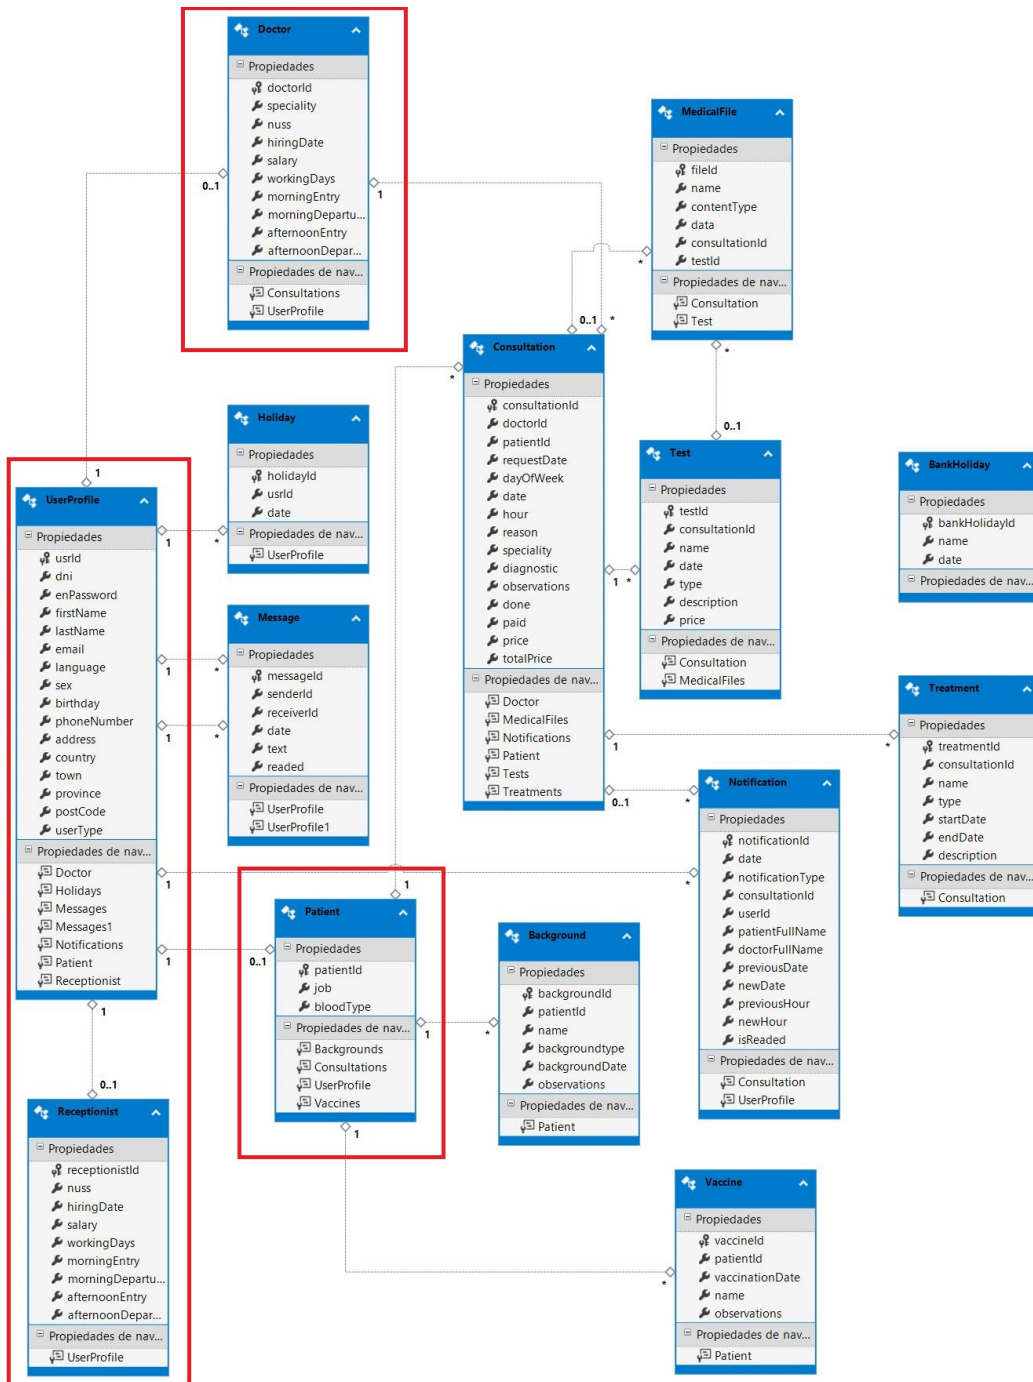 Doctor
Propiedades
doctorId
speciality
nuss
hiringDate
salary
workingDays
morningEntry
morningDepartu...
afternoonEntry
afternoonDepar...
Propiedades de nav...
Consultations
UserProfile
0..1
1
MedicalFile
Propiedades
fileId
name
contentType
data
consultationId
testId
Propiedades de nav...
Consultation
Test
*
*
0..1
*
Consultation
Propiedades
consultationId
doctorId
patientId
requestDate
dayOfWeek
date
hour
reason
speciality
diagnostic
observations
done
paid
price
totalPrice
Propiedades de nav...
Doctor
MedicalFiles
Notifications
Patient
Tests
Treatments
*
Holiday
Propiedades
holidayId
usrId
date
Propiedades de nav...
UserProfile
0..1
Test
Propiedades
testId
consultationId
name
date
type
description
price
Propiedades de nav...
Consultation
MedicalFiles
1
*
BankHoliday
Propiedades
bankHolidayId
name
date
Propiedades de nav...
1
UserProfile
Propiedades
usrId
dni
enPassword
firstName
lastName
email
language
sex
birthday
phoneNumber
address
country
town
province
postCode
userType
Propiedades de nav...
Doctor
Holidays
Messages
Messages1
Notifications
Patient
Receptionist
1
*
1
*
1
*
Message
Propiedades
messageId
senderId
receiverId
date
text
readed
Propiedades de nav...
UserProfile
UserProfile1
Treatment
Propiedades
treatmentId
consultationId
name
type
startDate
endDate
description
Propiedades de nav...
Consultation
1
*
0..1
*
Notification
Propiedades
notificationId
date
notificationType
consultationId
userId
patientFullName
doctorFullName
previousDate
newDate
previousHour
newHour
isReaded
Propiedades de nav...
Consultation
UserProfile
1
*
1
Patient
Propiedades
patientId
job
bloodType
Propiedades de nav...
Backgrounds
Consultations
UserProfile
Vaccines
1
0..1
Background
Propiedades
backgroundId
patientId
name
backgroundtype
backgroundDate
observations
Propiedades de nav...
Patient
1
*
1
0..1
Receptionist
Propiedades
receptionistId
nuss
hiringDate
salary
workingDays
morningEntry
morningDepartu...
afternoonEntry
afternoonDepar...
Propiedades de nav...
UserProfile
1
*
Vaccine
Propiedades
vaccineId
patientId
vaccinationDate
name
observations
Propiedades de nav...
Patient